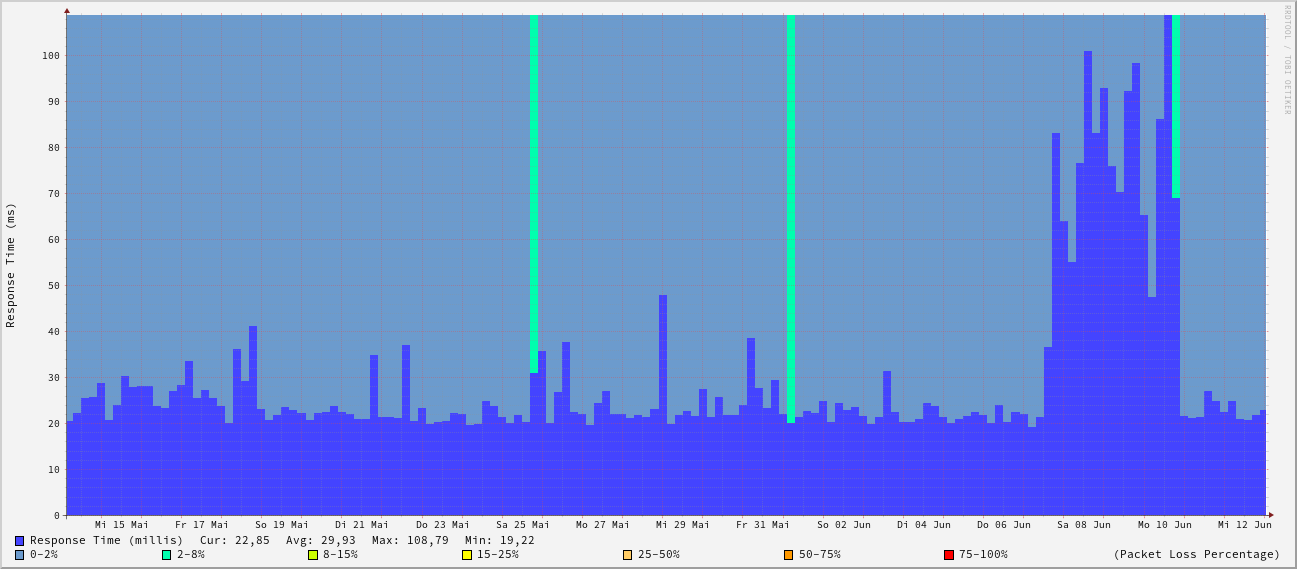 RRDTOOL / TOBI OETIKER
Response Time (ms)
100
90
80
70
60
50
40
30
20
10
0
Mi 15 Mai Fr 17 Mai So 19 Mai Di 21 Mai Do 23 Mai Sa 25 Mai Mo 27 Mai Mi 29 Mai Fr 31 Mai So 02 Jun Di 04 Jun Do 06 Jun Sa 08 Jun Mo 10 Jun Mi 12 Jun
Response Time (millis) Cur: 22,85 Avg: 29,93 Max: 108,79 Min: 19,22
0-2% 2-8% 8-15% 15-25% 25-50% 50-75% 75-100% (Packet Loss Percentage)